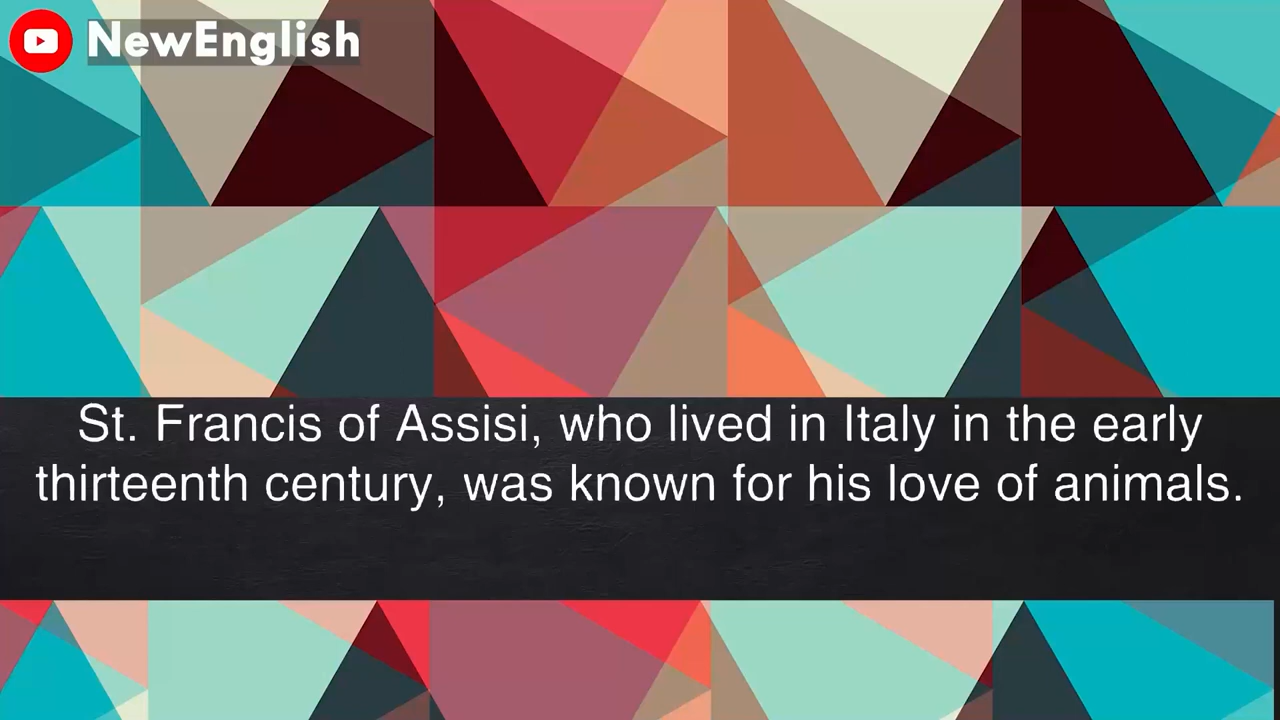 NewEnglish
St. Francis of Assisi, who lived in Italy in the early
thirteenth century, was known for his love of animals.